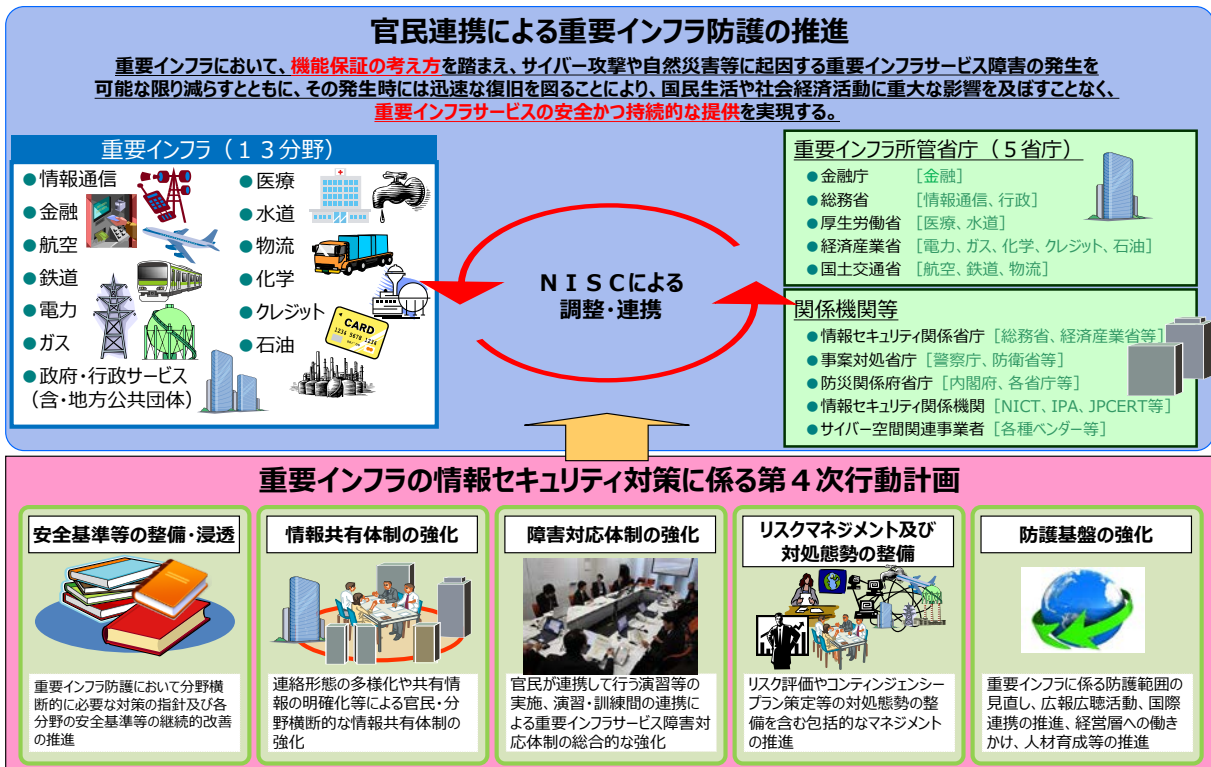 官民連携による重要インフラ防護の推進
重要インフラにおいて、機能保証の考え方を踏まえ、サイバー攻撃や自然災害等に起因する重要インフラサービス障害の発生を
可能な限り減らすとともに、その発生時には迅速な復旧を図ることにより、国民生活や社会経済活動に重大な影響を及ぼすことなく、
重要インフラサービスの安全かつ持続的な提供を実現する。
重要インフラ（１３分野）
●情報通信
●金融
●航空
●鉄道
●電力
●ガス
●政府・行政サービス
（含・地方公共団体）
●医療
●水道
●物流
●化学
●クレジット
●石油
CARD
1234 5678 1234
ＮＩＳＣによる
調整・連携
重要インフラ所管省庁（５省庁）
●金融庁 ［金融］
●総務省 ［情報通信、行政］
●厚生労働省 ［医療、水道］
●経済産業省 ［電力、ガス、化学、クレジット、石油］
●国土交通省 ［航空、鉄道、物流］
関係機関等
●情報セキュリティ関係省庁［総務省、経済産業省等］
●事案対処省庁［警察庁、防衛省等］
●防災関係府省庁［内閣府、各省庁等］
●情報セキュリティ関係機関［NICT、IPA、JPCERT等］
●サイバー空間関連事業者［各種ベンダー等］
重要インフラの情報セキュリティ対策に係る第４次行動計画
安全基準等の整備・浸透
重要インフラ防護において分野横
断的に必要な対策の指針及び各
分野の安全基準等の継続的改善
の推進
情報共有体制の強化
連絡形態の多様化や共有情
報の明確化等による官民・分
野横断的な情報共有体制の
強化
障害対応体制の強化
官民が連携して行う演習等の
実施、演習・訓練間の連携に
よる重要インフラサービス障害対
応体制の総合的な強化
リスクマネジメント及び
対処態勢の整備
リスク評価やコンティンジェンシー
プラン策定等の対処態勢の整
備を含む包括的なマネジメント
の推進
防護基盤の強化
重要インフラに係る防護範囲の
見直し、広報広聴活動、国際
連携の推進、経営層への働き
かけ、人材育成等の推進